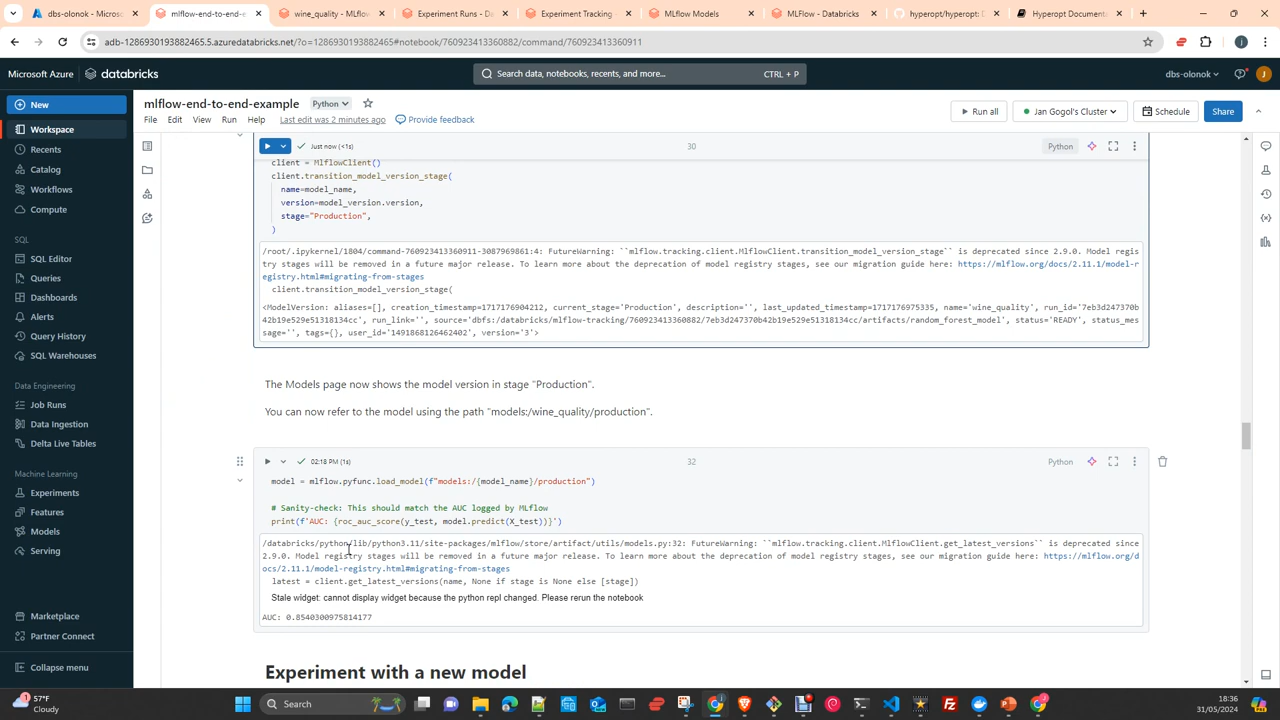 dbs-olonok - Microsoft
mlflow-end-to-end-e
wine_quality - MLflow
Experiment Runs - Da
Experiment Tracking
MLflow Models
MLFlow - Databricks
hyperopt/hyperopt: D
Hyperopt Document
adb-1286930193882465.5.azuredatabricks.net/?o=1286930193882465#notebook/760923413360882/command/760923413360911
Microsoft Azure databricks Search data, notebooks, recents, and more... CTRL + P dbs-olonok J
New
Workspace
Recents
Catalog
Workflows
Compute
SQL
SQL Editor
Queries
Dashboards
Alerts
Query History
SQL Warehouses
Data Engineering
Job Runs
Data Ingestion
Delta Live Tables
Machine Learning
Experiments
Features
Models
Serving
Marketplace
Partner Connect
Collapse menu
mlflow-end-to-end-example Python
File Edit View Run Help Last edit was 2 minutes ago Provide feedback
Run all Jan Gogol's Cluster Schedule Share
Just now (<1s) 30 Python
client = MlflowClient()
client.transition_model_version_stage(
name=model_name,
version=model_version.version,
stage="Production",
)
/root/.ipykernel/1804/command-760923413360911-3087969861:4: FutureWarning: ``mlflow.tracking.client.MlflowClient.transition_model_version_stage`` is deprecated since 2.9.0. Model regis
try stages will be removed in a future major release. To learn more about the deprecation of model registry stages, see our migration guide here: https://mlflow.org/docs/2.11.1/model-r
egistry.html#migrating-from-stages
client.transition_model_version_stage(
<ModelVersion: aliases=[], creation_timestamp=1717176904212, current_stage='Production', description='', last_updated_timestamp=1717176975335, name='wine_quality', run_id='7eb3d247370b
42b19e529e51318134cc', run_link='', source='dbfs:/databricks/mlflow-tracking/760923413360882/7eb3d247370b42b19e529e51318134cc/artifacts/random_forest_model', status='READY', status_mes
sage='', tags={}, user_id='1491868126462402', version='3'>
The Models page now shows the model version in stage "Production".
You can now refer to the model using the path "models:/wine_quality/production".
02:18 PM (1s) 32 Python
model = mlflow.pyfunc.load_model(f"models:/{model_name}/production")
# Sanity-check: This should match the AUC logged by MLflow
print(f'AUC: {roc_auc_score(y_test, model.predict(X_test))}')
/databricks/python/lib/python3.11/site-packages/mlflow/store/artifact/utils/models.py:32: FutureWarning: ``mlflow.tracking.client.MlflowClient.get_latest_versions`` is deprecated since
2.9.0. Model registry stages will be removed in a future major release. To learn more about the deprecation of model registry stages, see our migration guide here: https://mlflow.org/d
ocs/2.11.1/model-registry.html#migrating-from-stages
latest = client.get_latest_versions(name, None if stage is None else [stage])
Stale widget: cannot display widget because the python repl changed. Please rerun the notebook
AUC: 0.8540300975814177
Experiment with a new model
57°F
Cloudy
Search
18:36
31/05/2024